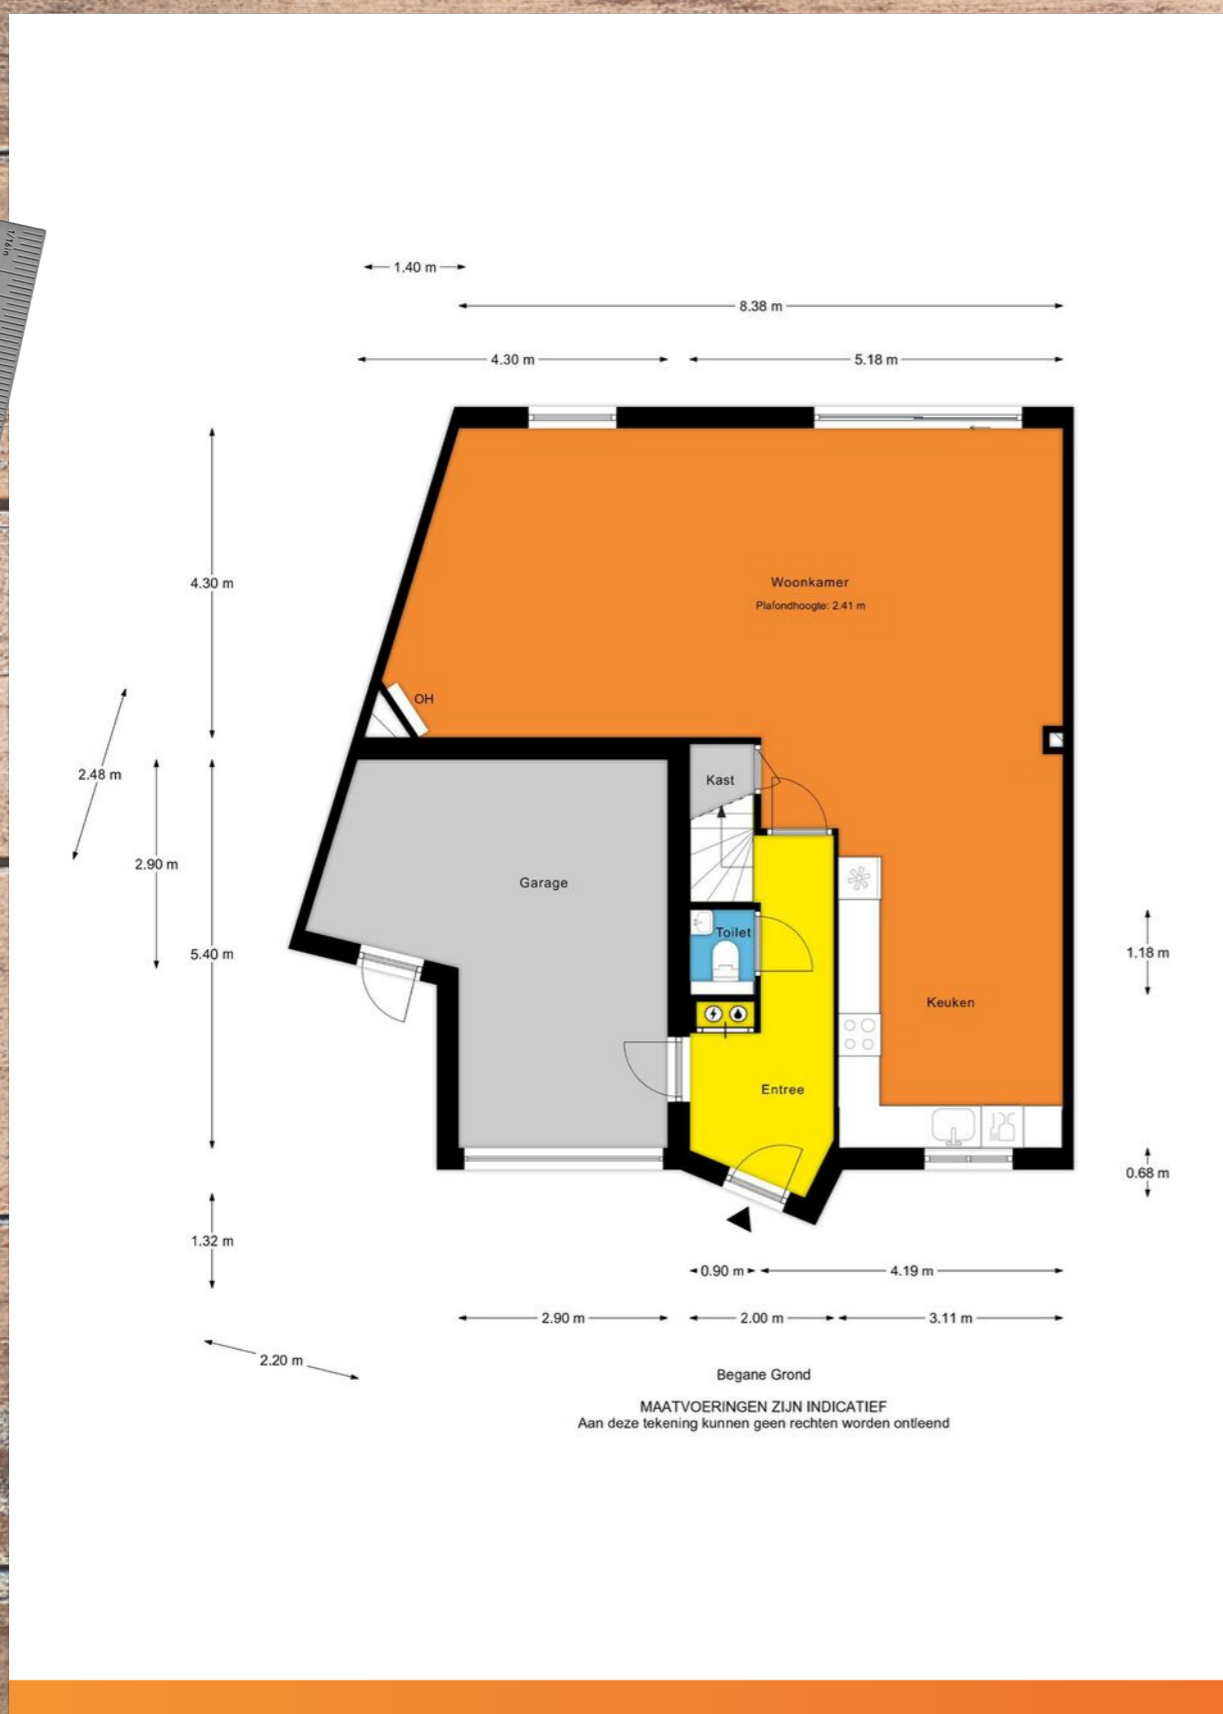 1/16in
1.40 m
8.38 m
4.30 m
5.18 m
4.30 m
Woonkamer
Plafondhoogte: 2.41 m
OH
2.48 m
Kast
2.90 m
Garage
Toilet
5.40 m
1.18 m
Keuken
Entree
0.68 m
1.32 m
0.90 m
4.19 m
2.90 m
2.00 m
3.11 m
2.20 m
Begane Grond
MAATVOERINGEN ZIJN INDICATIEF
Aan deze tekening kunnen geen rechten worden ontleend